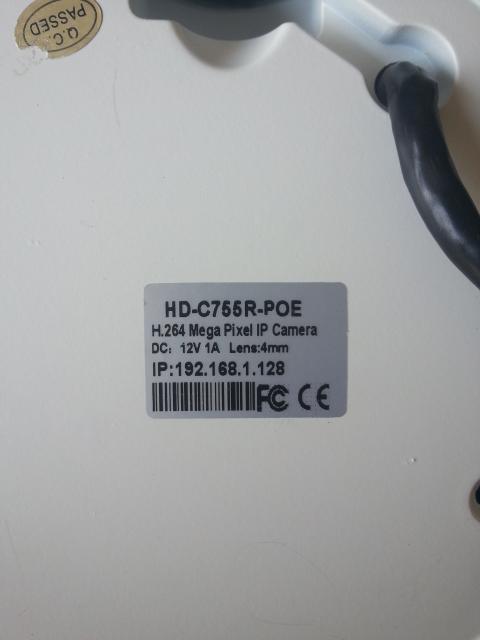 Q.C.
PASSED
HD-C755R-POE
H.264 Mega Pixel IP Camera
DC: 12V 1A Lens:4mm
IP:192.168.1.128
FC CE